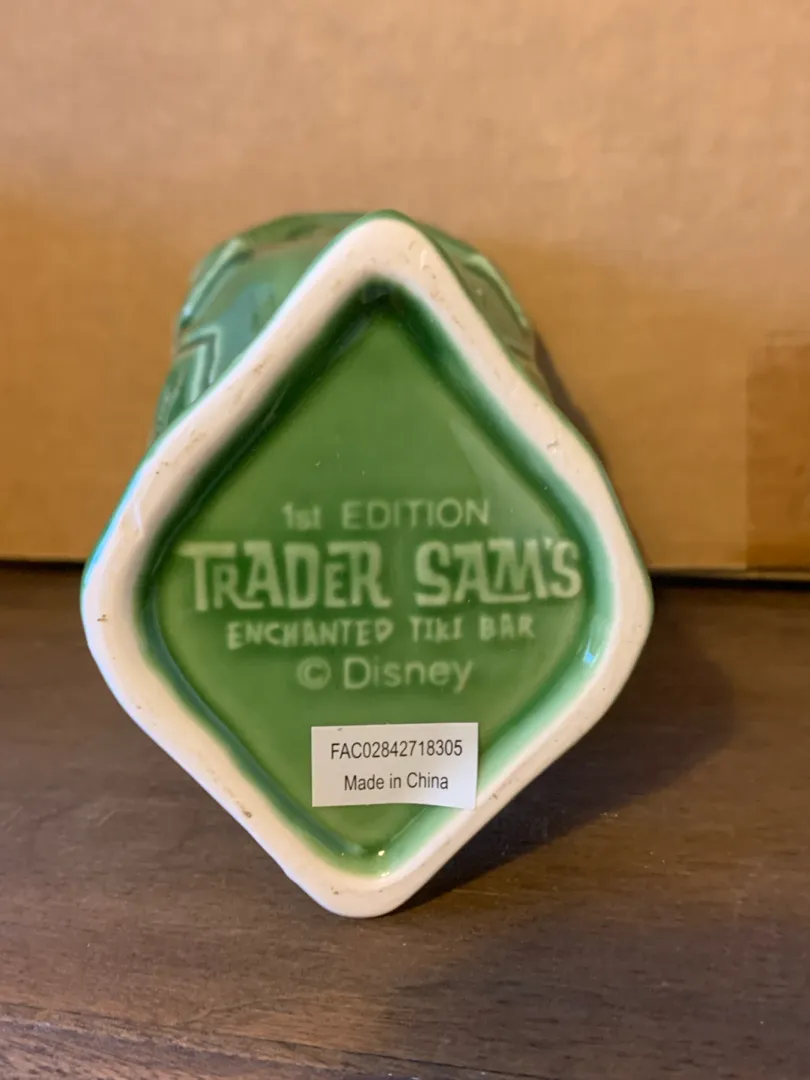 1st EDITION
TRADER SAM'S
ENCHANTED TIKI BAR
© Disney
FAC02842718305
Made in China